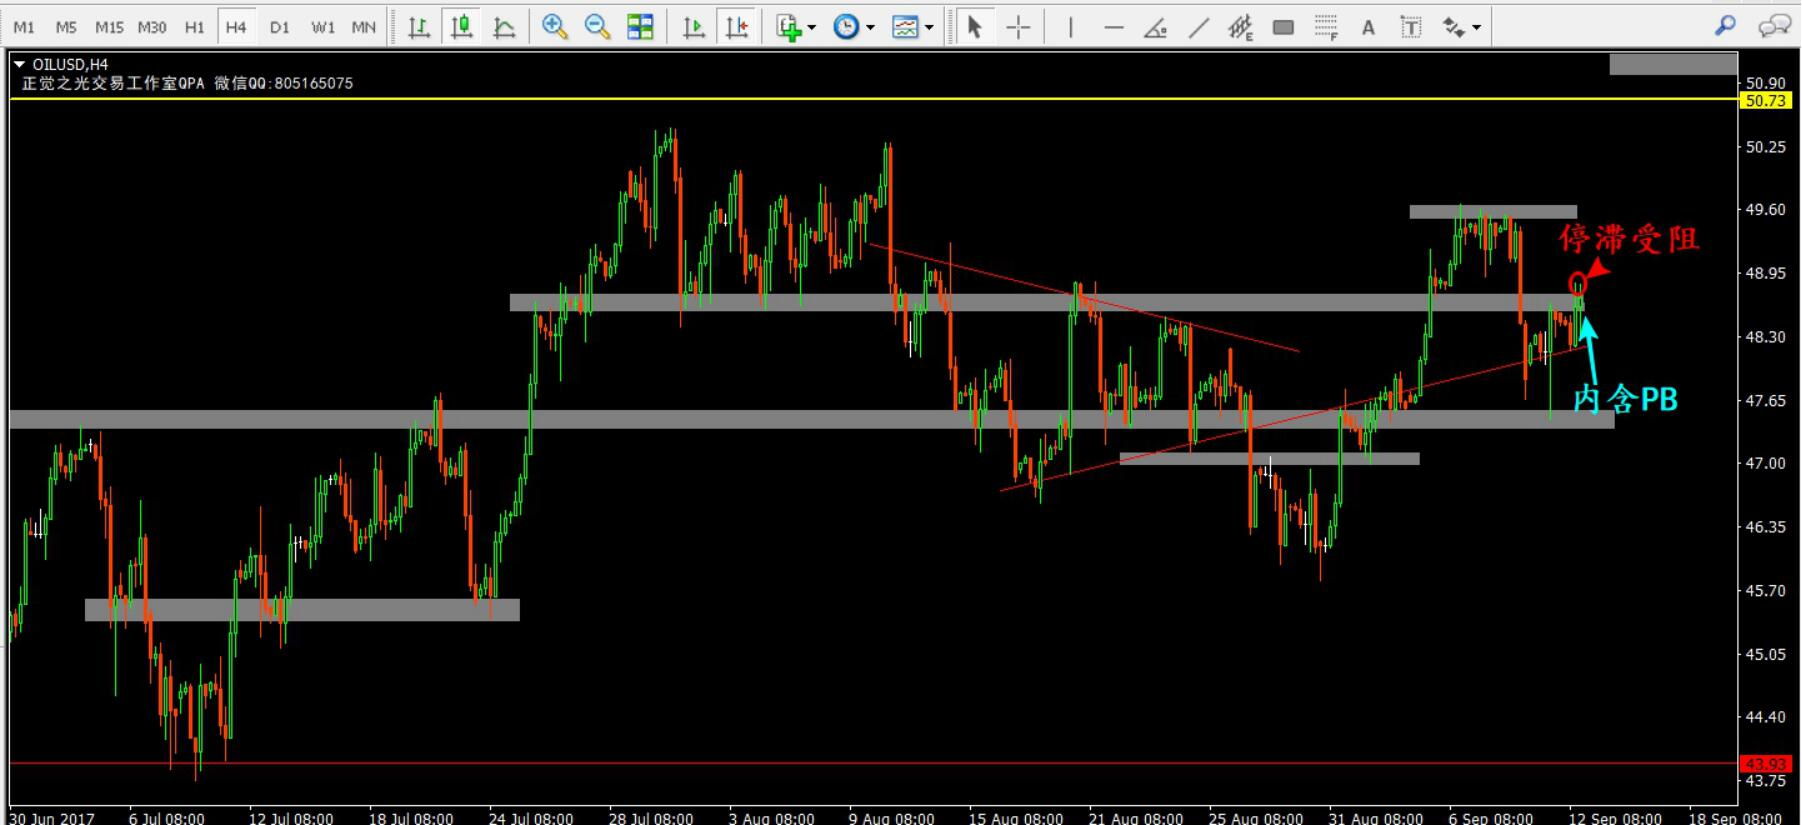 M1 M5 M15 M30 H1 H4 D1 W1 MN E F A T
OILUSD,H4
正觉之光交易工作室QPA 微信QQ:805165075
50.90
50.73
50.25
49.60
停滞受阻
48.95
48.30
内含PB
47.65
47.00
46.35
45.70
45.05
44.40
43.93
43.75
30 Jun 2017 6 Jul 08:00 12 Jul 08:00 18 Jul 08:00 24 Jul 08:00 28 Jul 08:00 3 Aug 08:00 9 Aug 08:00 15 Aug 08:00 21 Aug 08:00 25 Aug 08:00 31 Aug 08:00 6 Sep 08:00 12 Sep 08:00 18 Sep 08:00